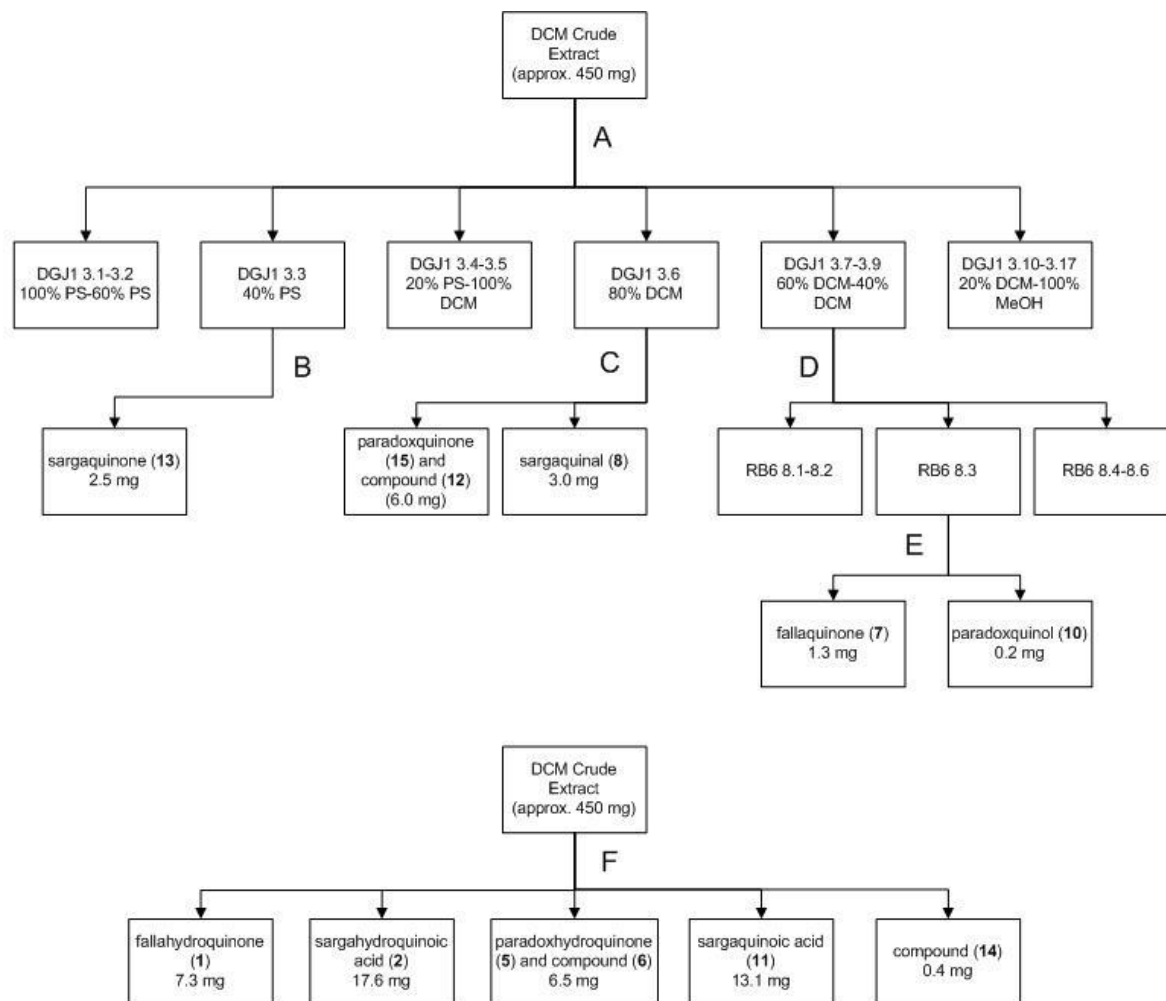 DCM Crude
Extract
(approx. 450 mg)
A
DGJ1 3.1-3.2
100% PS-60% PS
DGJ1 3.3
40% PS
DGJ1 3.4-3.5
20% PS-100%
DCM
DGJ1 3.6
80% DCM
DGJ1 3.7-3.9
60% DCM-40%
DCM
DGJ1 3.10-3.17
20% DCM-100%
MeOH
B
C
D
sargaquinone (13)
2.5 mg
paradoxquinone
(15) and
compound (12)
(6.0 mg)
sargaquinal (8)
3.0 mg
RB6 8.1-8.2
RB6 8.3
RB6 8.4-8.6
E
fallaquinone (7)
1.3 mg
paradoxquinol (10)
0.2 mg
DCM Crude
Extract
(approx. 450 mg)
F
fallahydroquinone
(1)
7.3 mg
sargahydroquinoic
acid (2)
17.6 mg
paradoxhydroquinone
(5) and compound (6)
6.5 mg
sargaquinoic acid
(11)
13.1 mg
compound (14)
0.4 mg